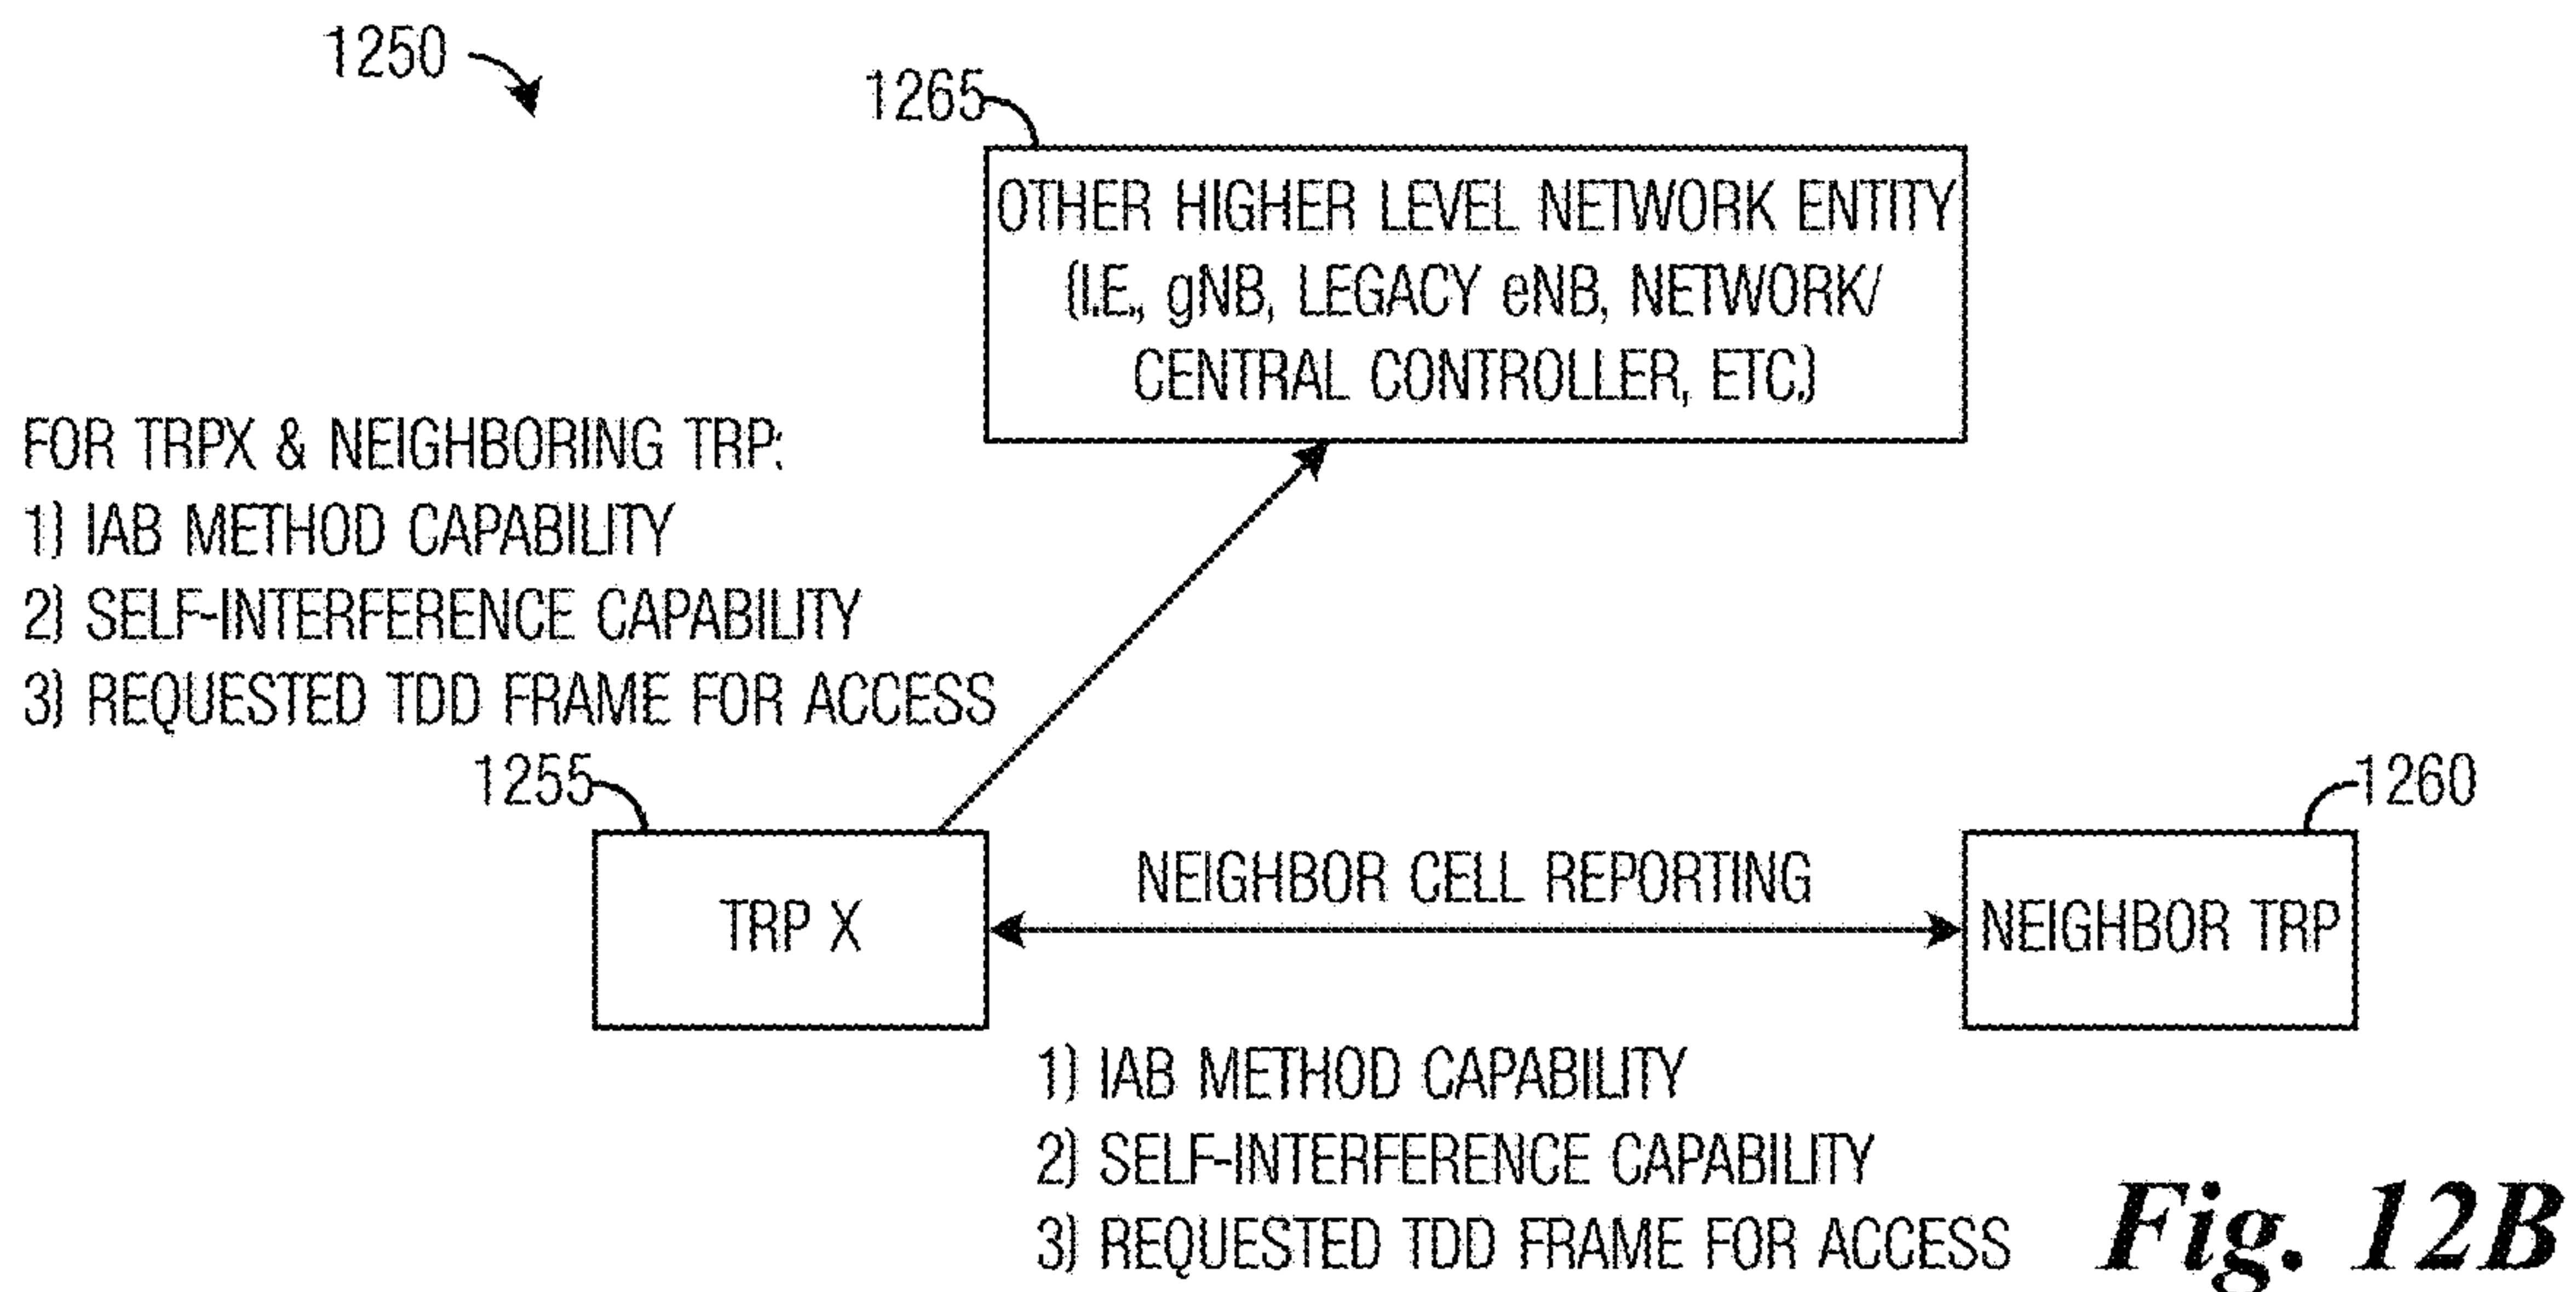 1250
1265
OTHER HIGHER LEVEL NETWORK ENTITY
(I.E., gNB, LEGACY eNB, NETWORK/
CENTRAL CONTROLLER, ETC.)
FOR TRPX & NEIGHBORING TRP:
1) IAB METHOD CAPABILITY
2) SELF-INTERFERENCE CAPABILITY
3) REQUESTED TDD FRAME FOR ACCESS
1255
1260
TRP X
NEIGHBOR CELL REPORTING
NEIGHBOR TRP
1) IAB METHOD CAPABILITY
2) SELF-INTERFERENCE CAPABILITY
3) REQUESTED TDD FRAME FOR ACCESS
Fig. 12B